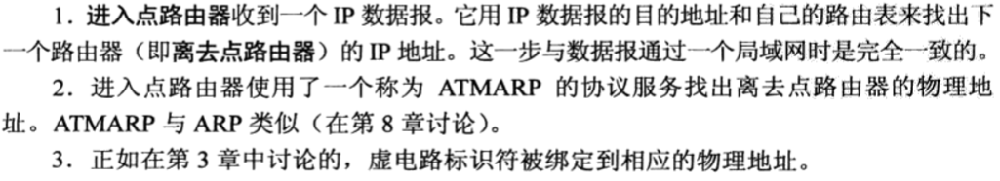 1．进入点路由器收到一个 IP 数据报。它用 IP 数据报的目的地址和自己的路由表来找出下
一个路由器（即离去点路由器）的 IP 地址。这一步与数据报通过一个局域网时是完全一致的。
2．进入点路由器使用了一个称为 ATMARP 的协议服务找出离去点路由器的物理地
址。ATMARP 与 ARP 类似（在第 8 章讨论）。
3．正如在第 3 章中讨论的，虚电路标识符被绑定到相应的物理地址。